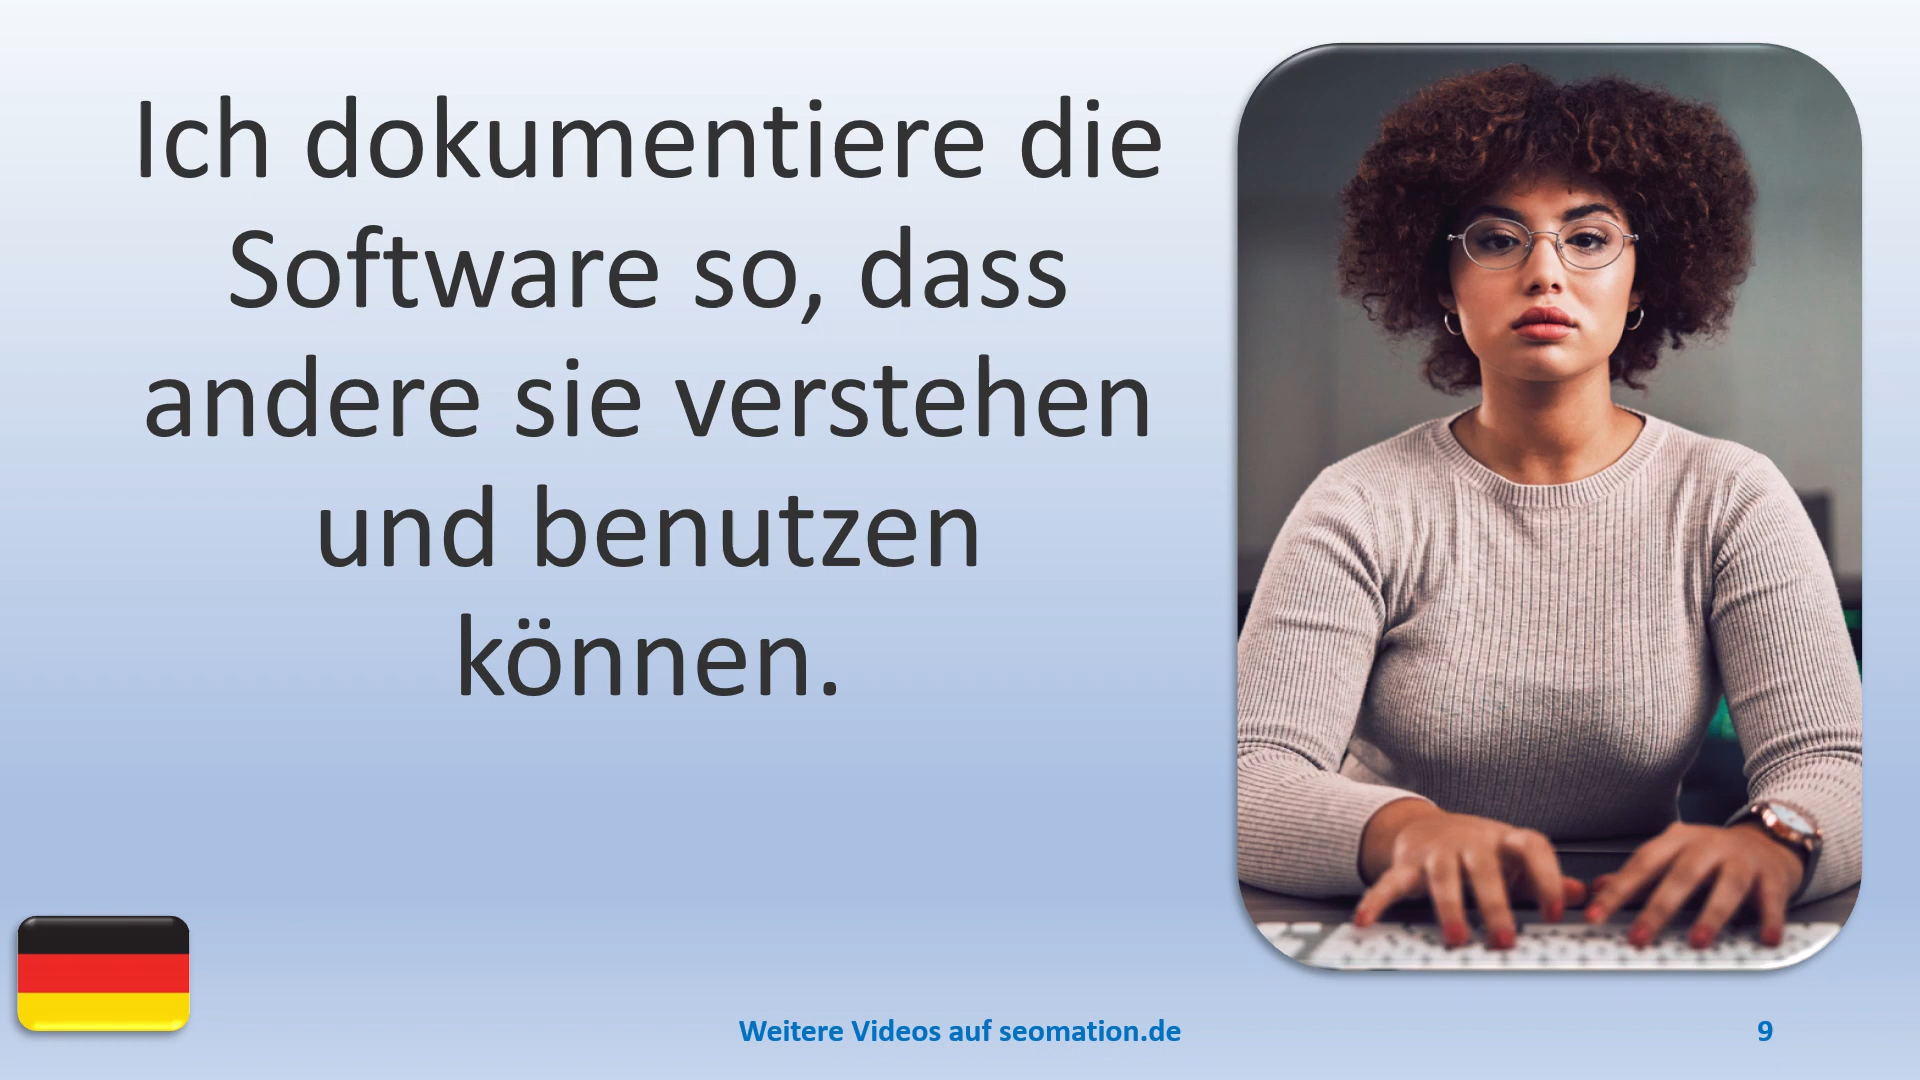 Ich dokumentiere die
Software so, dass
andere sie verstehen
und benutzen
können.
Weitere Videos auf seomation.de
9